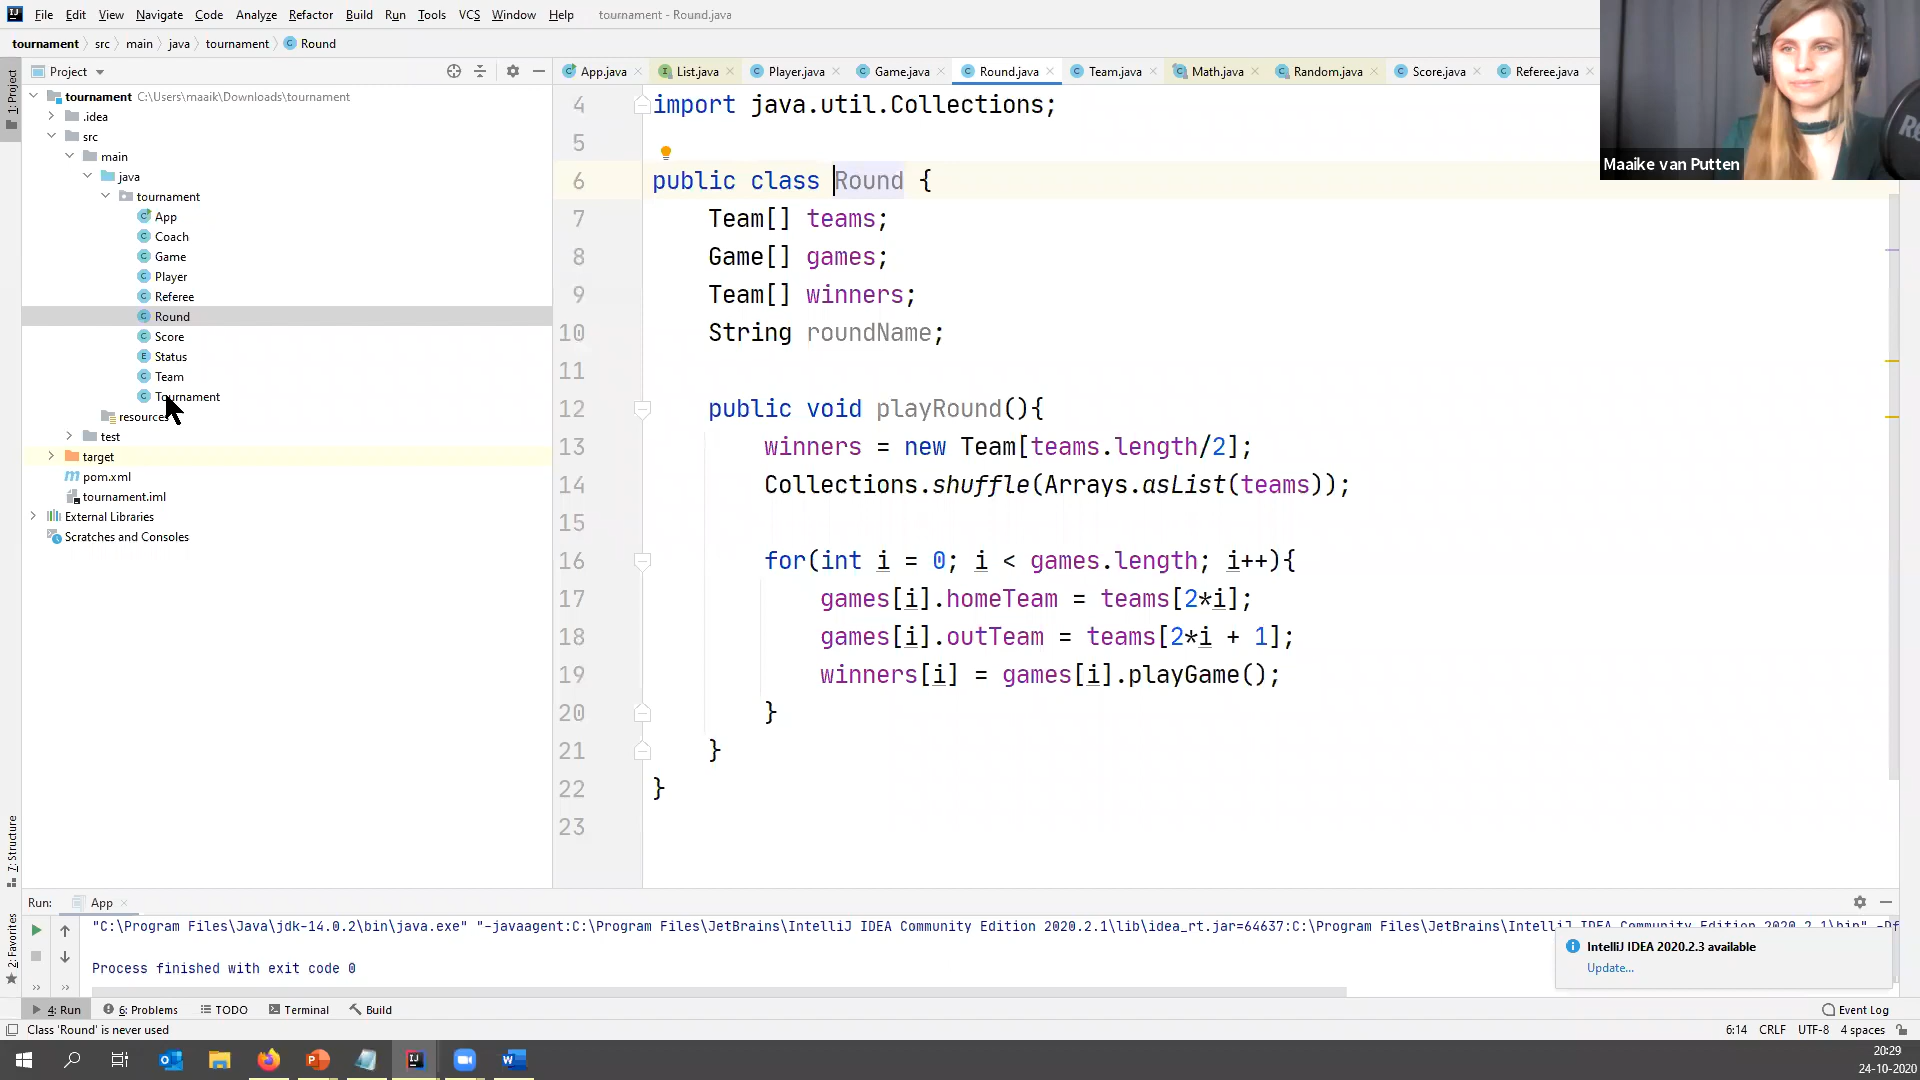 File Edit View Navigate Code Analyze Refactor Build Run Tools VCS Window Help tournament - Round.java
tournament src main java tournament Round
Project
App.java List.java Player.java Game.java Round.java Team.java Math.java Random.java Score.java Referee.java
Maaike van Putten
1: Project
tournament C:\Users\maaik\Downloads\tournament
.idea
src
main
java
tournament
App
Coach
Game
Player
Referee
Round
Score
Status
Team
Tournament
resources
test
target
pom.xml
tournament.iml
External Libraries
Scratches and Consoles
4 import java.util.Collections;
5
6 public class Round {
7 Team[] teams;
8 Game[] games;
9 Team[] winners;
10 String roundName;
11
12 public void playRound(){
13 winners = new Team[teams.length/2];
14 Collections.shuffle(Arrays.asList(teams));
15
16 for(int i = 0; i < games.length; i++){
17 games[i].homeTeam = teams[2*i];
18 games[i].outTeam = teams[2*i + 1];
19 winners[i] = games[i].playGame();
20 }
21 }
22 }
23
7: Structure
2: Favorites
Run: App
"C:\Program Files\Java\jdk-14.0.2\bin\java.exe" "-javaagent:C:\Program Files\JetBrains\IntelliJ IDEA Community Edition 2020.2.1\lib\idea_rt.jar=64637:C:\Program Files\JetBrains\IntelliJ IDEA Community Edition 2020.2.1\bin" -Df
Process finished with exit code 0
IntelliJ IDEA 2020.2.3 available
Update...
4: Run 6: Problems TODO Terminal Build Event Log
Class 'Round' is never used 6:14 CRLF UTF-8 4 spaces
20:29
24-10-2020